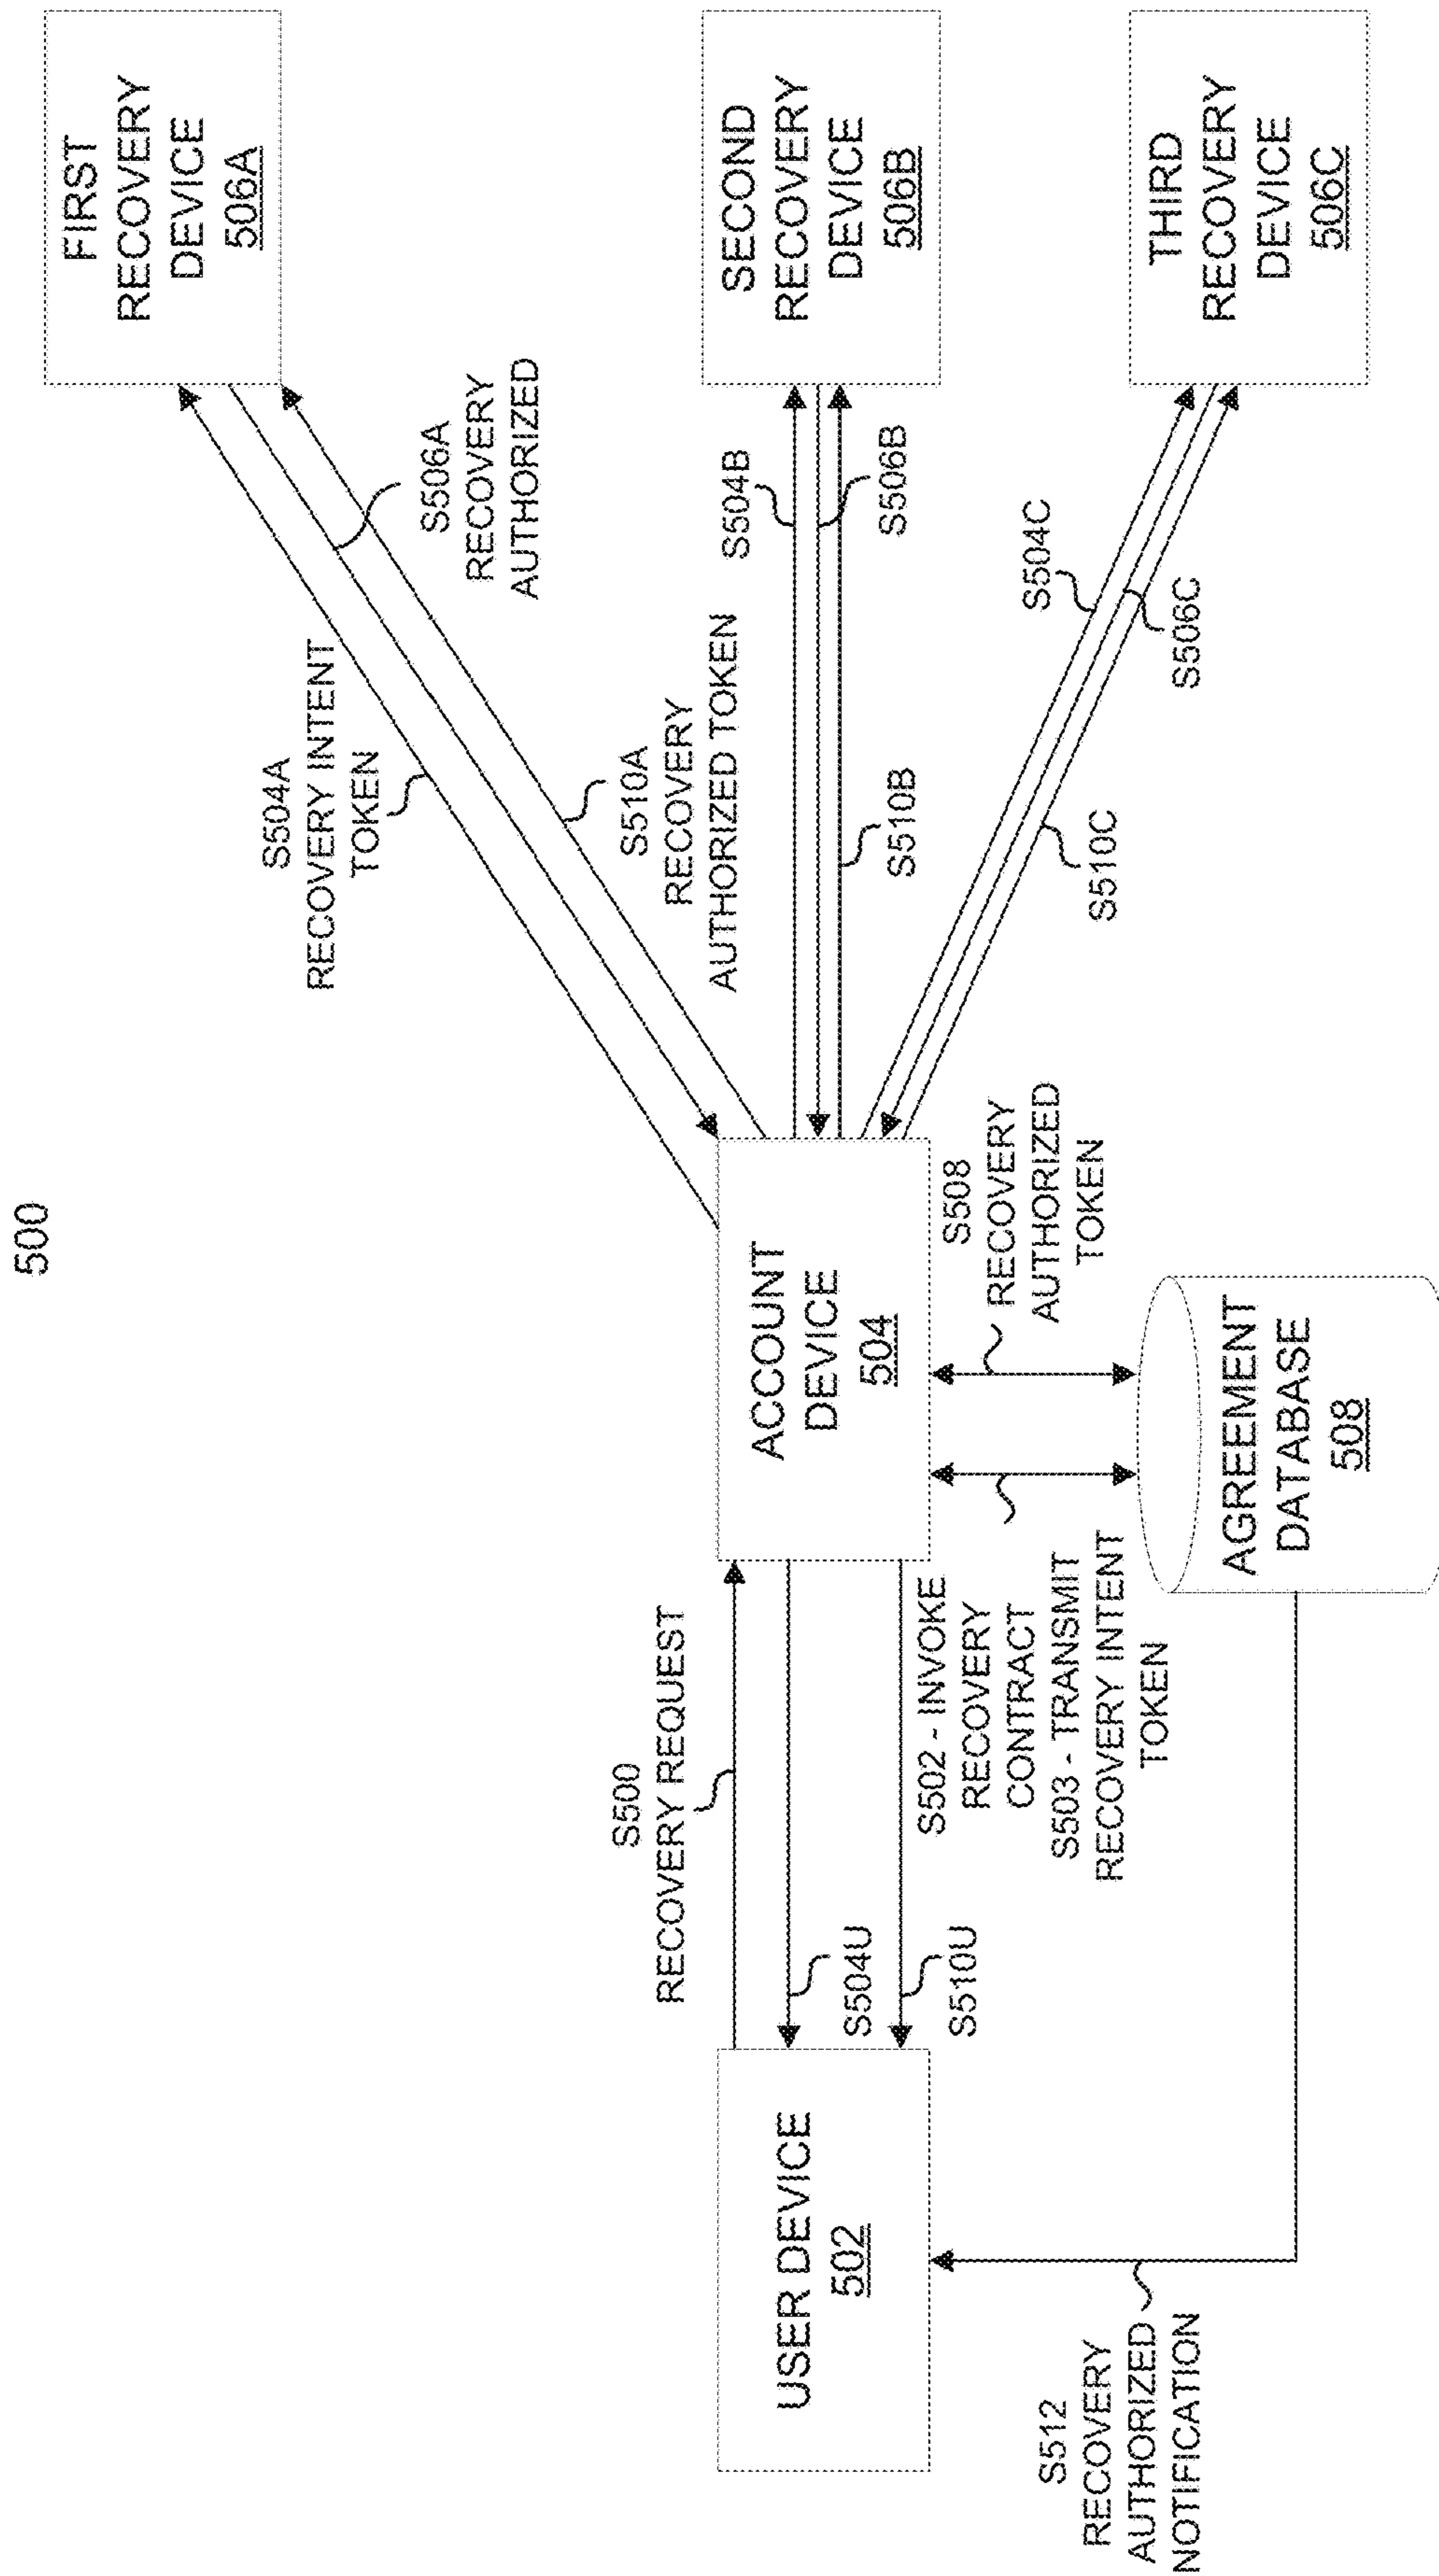 500
USER DEVICE
502
S512
RECOVERY
AUTHORIZED
NOTIFICATION
S500
RECOVERY REQUEST
S504U
S510U
S502 - INVOKE
RECOVERY
CONTRACT
S503 - TRANSMIT
RECOVERY INTENT
TOKEN
ACCOUNT
DEVICE
504
AGREEMENT
DATABASE
508
S508
RECOVERY
AUTHORIZED
TOKEN
S504A
RECOVERY INTENT
TOKEN
S506A
RECOVERY
AUTHORIZED
S510A
RECOVERY
AUTHORIZED TOKEN
S504B
S506B
S510B
S504C
S506C
S510C
FIRST
RECOVERY
DEVICE
506A
SECOND
RECOVERY
DEVICE
506B
THIRD
RECOVERY
DEVICE
506C